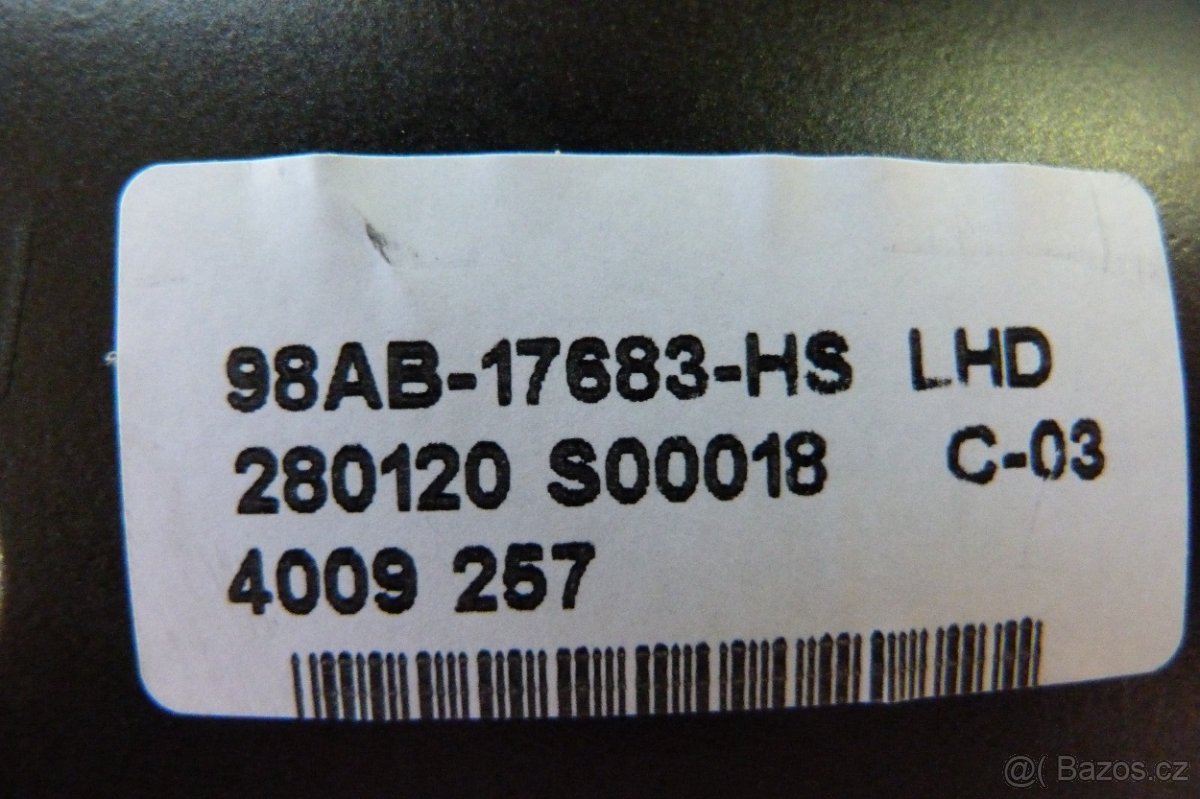 98AB-17683-HS LHD
280120 S00018 C-03
4009 257
@( Bazos.cz